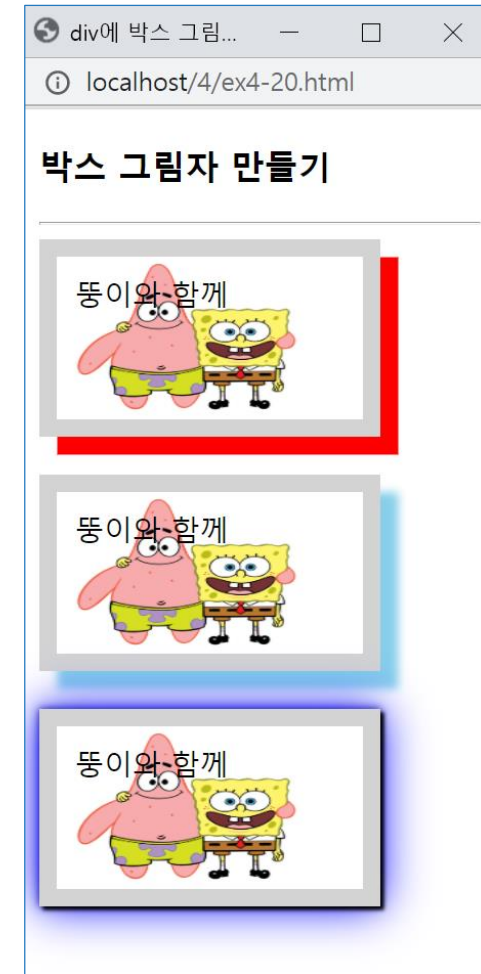 div에 박스 그림...
localhost/4/ex4-20.html
박스 그림자 만들기
뚱이와 함께
뚱이와 함께
뚱이와 함께